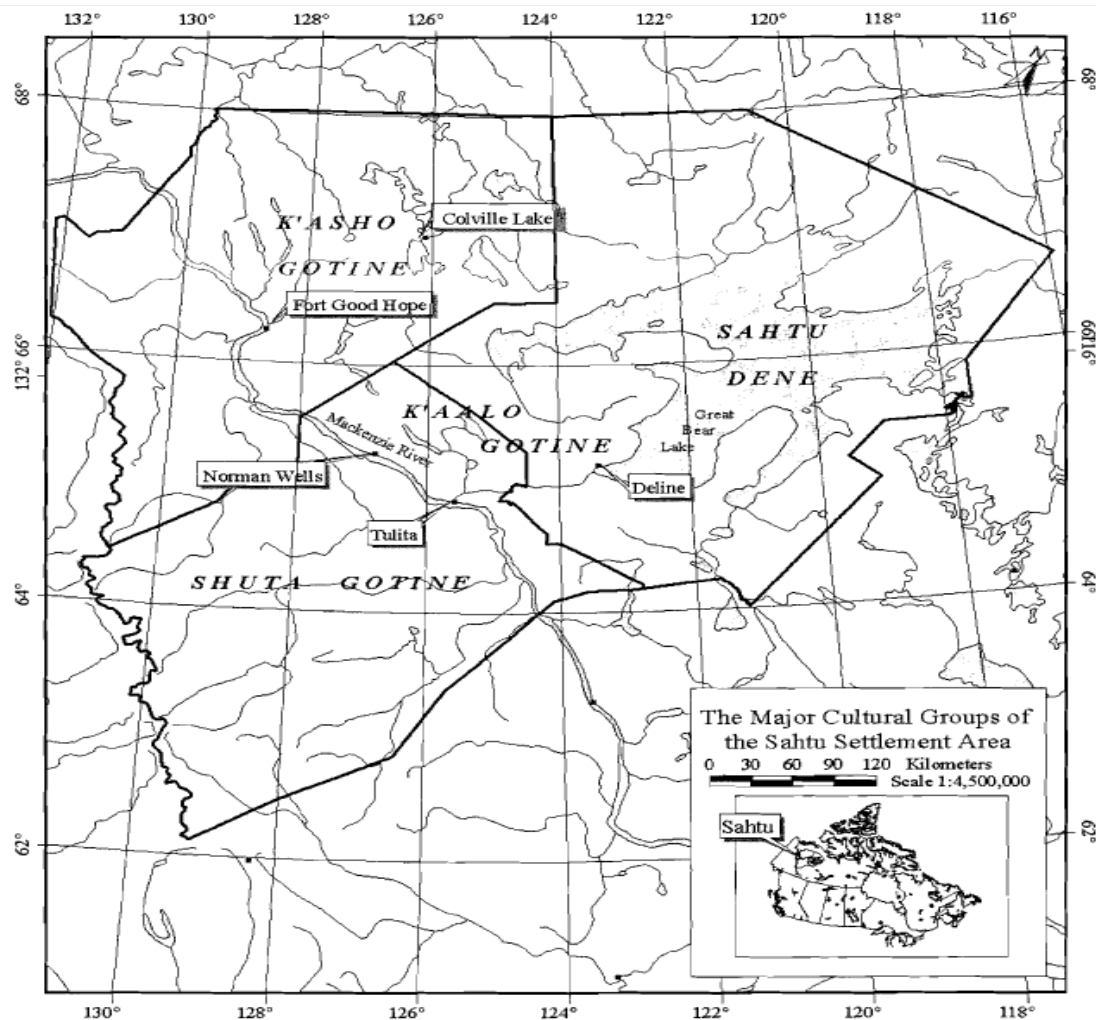 132° 130° 128° 126° 124° 122° 120° 118° 116°
N
68°
68
K'ASHO
Colville Lake
GOTINE
Fort Good Hope
66°
132°
SAHTU
DENE
K'AALO
Great
Bear
Lake
GOTINE
Mackenzie River
Norman Wells
Deline
Tulita
SHUTA GOTINE
64°
64°
The Major Cultural Groups of
the Sahtu Settlement Area
0 30 60 90 120 Kilometers
Scale 1:4,500,000
Sahtu
62°
62°
130° 128° 126° 124° 122° 120° 118°